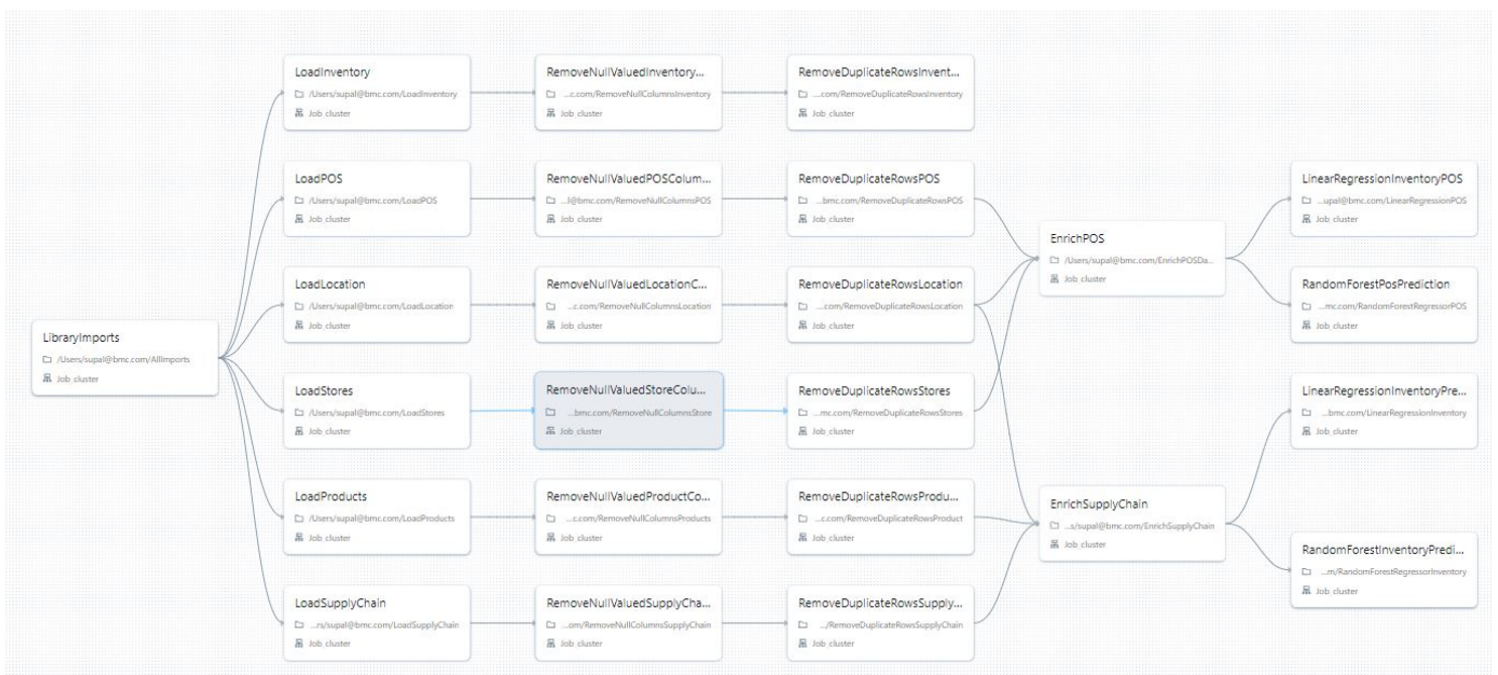 LibraryImports
/Users/supal@bmc.com/AllImports
Job cluster
LoadInventory
/Users/supal@bmc.com/LoadInventory
Job cluster
RemoveNullValuedInventory...
...c.com/RemoveNullColumnsInventory
Job cluster
RemoveDuplicateRowsInvent...
...com/RemoveDuplicateRowsInventory
Job cluster
LoadPOS
/Users/supal@bmc.com/LoadPOS
Job cluster
RemoveNullValuedPOSColum...
...l@bmc.com/RemoveNullColumnsPOS
Job cluster
RemoveDuplicateRowsPOS
...bmc.com/RemoveDuplicateRowsPOS
Job cluster
LoadLocation
/Users/supal@bmc.com/LoadLocation
Job cluster
RemoveNullValuedLocationC...
...c.com/RemoveNullColumnsLocation
Job cluster
RemoveDuplicateRowsLocation
...com/RemoveDuplicateRowsLocation
Job cluster
LoadStores
/Users/supal@bmc.com/LoadStores
Job cluster
RemoveNullValuedStoreColu...
...bmc.com/RemoveNullColumnsStore
Job cluster
RemoveDuplicateRowsStores
...mc.com/RemoveDuplicateRowsStores
Job cluster
LoadProducts
/Users/supal@bmc.com/LoadProducts
Job cluster
RemoveNullValuedProductCo...
...c.com/RemoveNullColumnsProducts
Job cluster
RemoveDuplicateRowsProdu...
...c.com/RemoveDuplicateRowsProduct
Job cluster
LoadSupplyChain
...rs/supal@bmc.com/LoadSupplyChain
Job cluster
RemoveNullValuedSupplyCha...
...om/RemoveNullColumnsSupplyChain
Job cluster
RemoveDuplicateRowsSupply...
.../RemoveDuplicateRowsSupplyChain
Job cluster
EnrichPOS
/Users/supal@bmc.com/EnrichPOSDa...
Job cluster
EnrichSupplyChain
...s/supal@bmc.com/EnrichSupplyChain
Job cluster
LinearRegressionInventoryPOS
...upal@bmc.com/LinearRegressionPOS
Job cluster
RandomForestPosPrediction
...mc.com/RandomForestRegressorPOS
Job cluster
LinearRegressionInventoryPre...
...bmc.com/LinearRegressionInventory
Job cluster
RandomForestInventoryPredi...
...m/RandomForestRegressorInventory
Job cluster